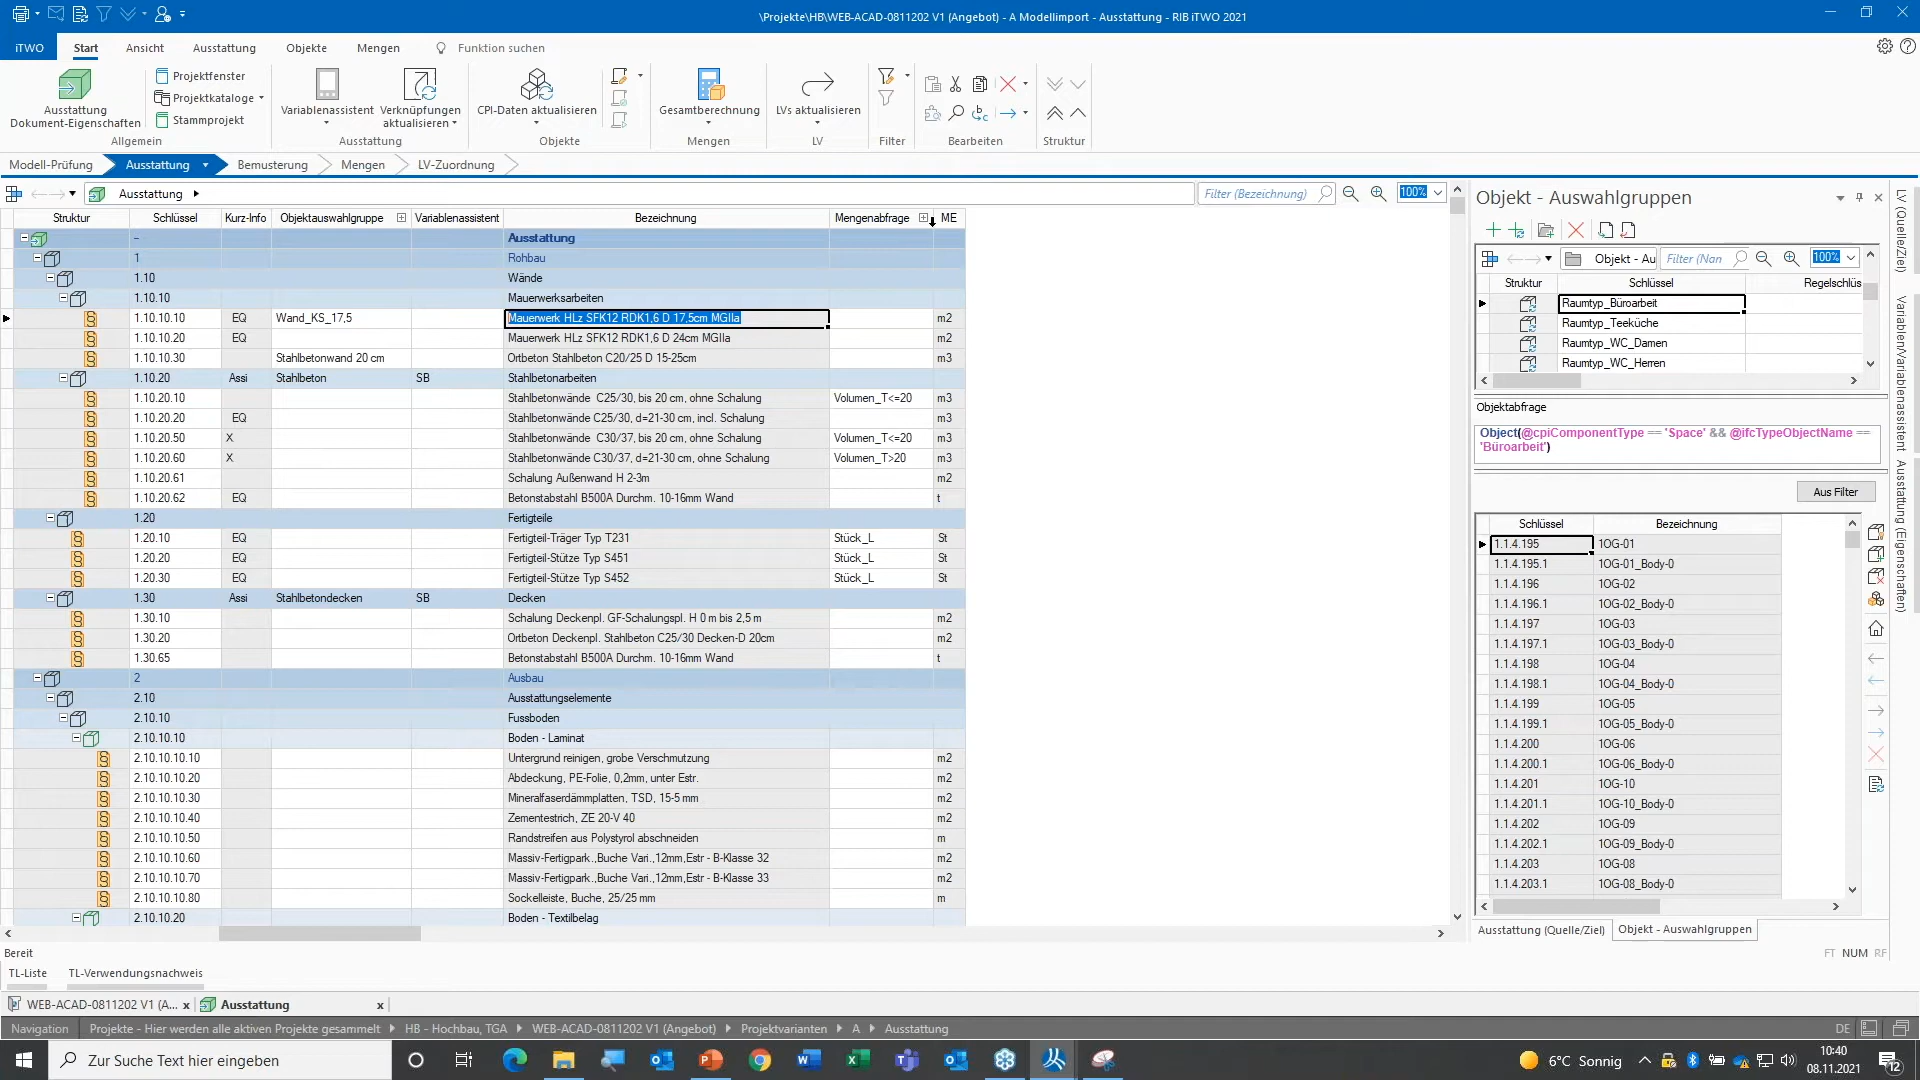 \Projekte\HB\WEB-ACAD-0811202 V1 (Angebot) - A Modellimport - Ausstattung - RIB iTWO 2021
iTWO Start Ansicht Ausstattung Objekte Mengen Funktion suchen
Ausstattung Dokument-Eigenschaften
Projektfenster
Projektkataloge
Stammprojekt
Variablenassistent
Verknüpfungen aktualisieren
CPI-Daten aktualisieren
Gesamtberechnung
LVs aktualisieren
Allgemein Ausstattung Objekte Mengen LV Filter Bearbeiten Struktur
Modell-Prüfung Ausstattung Bemusterung Mengen LV-Zuordnung
Ausstattung Filter (Bezeichnung) 100%
Struktur Schlüssel Kurz-Info Objektauswahlgruppe Variablenassistent Bezeichnung Mengenabfrage ME
– Ausstattung
1 Rohbau
1.10 Wände
1.10.10 Mauerwerksarbeiten
1.10.10.10 EQ Wand_KS_17,5 Mauerwerk HLz SFK12 RDK1,6 D 17,5cm MGIIa m2
1.10.10.20 EQ Mauerwerk HLz SFK12 RDK1,6 D 24cm MGIIa m2
1.10.10.30 Stahlbetonwand 20 cm Ortbeton Stahlbeton C20/25 D 15-25cm m3
1.10.20 Assi Stahlbeton SB Stahlbetonarbeiten
1.10.20.10 Stahlbetonwände C25/30, bis 20 cm, ohne Schalung Volumen_T<=20 m3
1.10.20.20 EQ Stahlbetonwände C25/30, d=21-30 cm, incl. Schalung m3
1.10.20.50 X Stahlbetonwände C30/37, bis 20 cm, ohne Schalung Volumen_T<=20 m3
1.10.20.60 X Stahlbetonwände C30/37, d=21-30 cm, ohne Schalung Volumen_T>20 m3
1.10.20.61 Schalung Außenwand H 2-3m m2
1.10.20.62 EQ Betonstabstahl B500A Durchm. 10-16mm Wand t
1.20 Fertigteile
1.20.10 EQ Fertigteil-Träger Typ T231 Stück_L St
1.20.20 EQ Fertigteil-Stütze Typ S451 Stück_L St
1.20.30 EQ Fertigteil-Stütze Typ S452 Stück_L St
1.30 Assi Stahlbetondecken SB Decken
1.30.10 Schalung Deckenpl. GF-Schalungspl. H 0 m bis 2,5 m m2
1.30.20 Ortbeton Deckenpl. Stahlbeton C25/30 Decken-D 20cm m2
1.30.65 Betonstabstahl B500A Durchm. 10-16mm Wand t
2 Ausbau
2.10 Ausstattungselemente
2.10.10 Fussboden
2.10.10.10 Boden - Laminat
2.10.10.10.10 Untergrund reinigen, grobe Verschmutzung m2
2.10.10.10.20 Abdeckung, PE-Folie, 0,2mm, unter Estr. m2
2.10.10.10.30 Mineralfaserdämmplatten, TSD, 15-5 mm m2
2.10.10.10.40 Zementestrich, ZE 20-V 40 m2
2.10.10.10.50 Randstreifen aus Polystyrol abschneiden m
2.10.10.10.60 Massiv-Fertigpark.,Buche Vari.,12mm,Estr - B-Klasse 32 m2
2.10.10.10.70 Massiv-Fertigpark.,Buche Vari.,12mm,Estr - B-Klasse 33 m2
2.10.10.10.80 Sockelleiste, Buche, 25/25 mm m
2.10.10.20 Boden - Textilbelag
Objekt - Auswahlgruppen
Objekt - Au Filter (Nan 100%
Struktur Schlüssel Regelschlüs
Raumtyp_Büroarbeit
Raumtyp_Teeküche
Raumtyp_WC_Damen
Raumtyp_WC_Herren
Objektabfrage
Object(@cpiComponentType == 'Space' && @ifcTypeObjectName ==
'Büroarbeit')
Aus Filter
Schlüssel Bezeichnung
1.1.4.195 1OG-01
1.1.4.195.1 1OG-01_Body-0
1.1.4.196 1OG-02
1.1.4.196.1 1OG-02_Body-0
1.1.4.197 1OG-03
1.1.4.197.1 1OG-03_Body-0
1.1.4.198 1OG-04
1.1.4.198.1 1OG-04_Body-0
1.1.4.199 1OG-05
1.1.4.199.1 1OG-05_Body-0
1.1.4.200 1OG-06
1.1.4.200.1 1OG-06_Body-0
1.1.4.201 1OG-10
1.1.4.201.1 1OG-10_Body-0
1.1.4.202 1OG-09
1.1.4.202.1 1OG-09_Body-0
1.1.4.203 1OG-08
1.1.4.203.1 1OG-08_Body-0
Ausstattung (Quelle/Ziel) Objekt - Auswahlgruppen
LV (Quelle/Ziel)
Variablen/Variablenassistent
Ausstattung (Eigenschaften)
Bereit FT NUM RF
TL-Liste TL-Verwendungsnachweis
WEB-ACAD-0811202 V1 (A... x Ausstattung x
Navigation Projekte - Hier werden alle aktiven Projekte gesammelt HB - Hochbau, TGA WEB-ACAD-0811202 V1 (Angebot) Projektvarianten A Ausstattung DE
Zur Suche Text hier eingeben 6°C Sonnig 10:40
08.11.2021 12